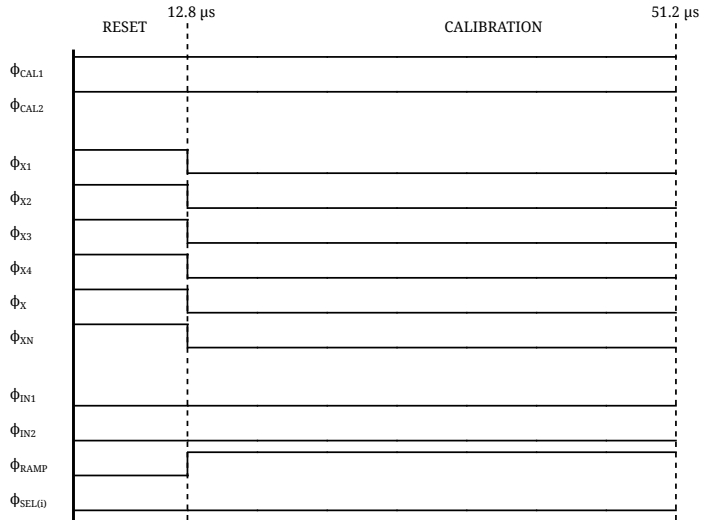 12.8 μs 51.2 μs
RESET CALIBRATION
ϕCAL1
ϕCAL2
ϕX1
ϕX2
ϕX3
ϕX4
ϕX
ϕXN
ϕIN1
ϕIN2
ϕRAMP
ϕSEL(i)